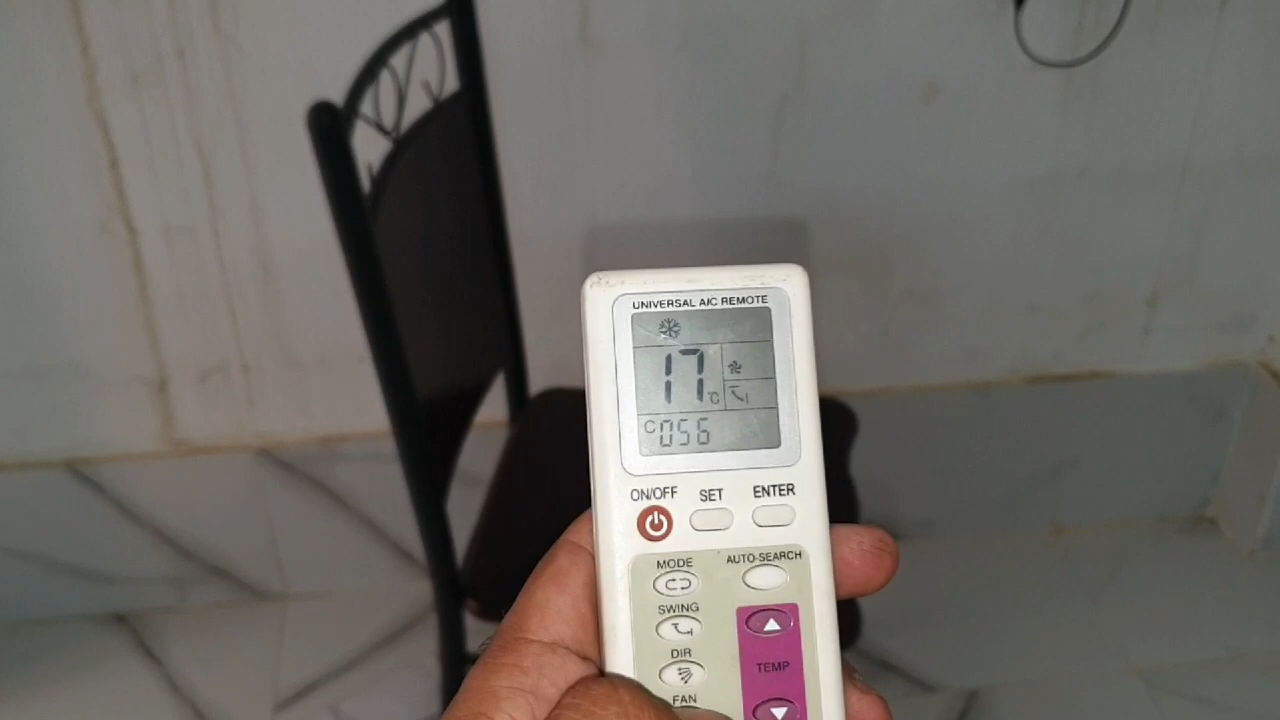 UNIVERSAL A/C REMOTE
17°C
C056
ON/OFF SET ENTER
MODE AUTO-SEARCH
SWING
DIR
TEMP
FAN